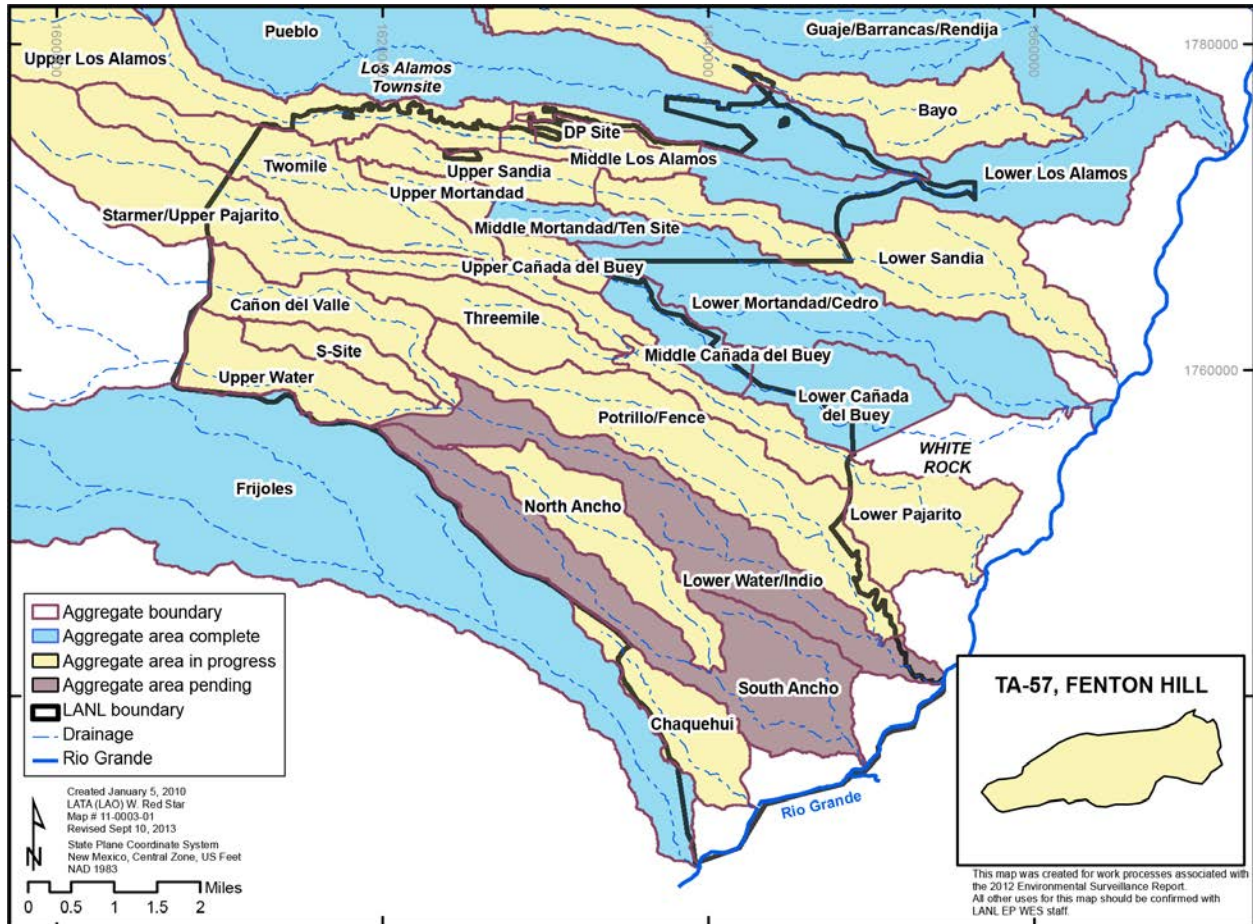 Pueblo
Guaje/Barrancas/Rendija
1780000
Upper Los Alamos
Los Alamos
Townsite
Bayo
DP Site
Middle Los Alamos
Twomile
Upper Sandia
Lower Los Alamos
Upper Mortandad
Starmer/Upper Pajarito
Middle Mortandad/Ten Site
Upper Cañada del Buey
Lower Sandia
Cañon del Valle
Lower Mortandad/Cedro
Threemile
S-Site
Middle Cañada del Buey
1760000
Upper Water
Lower Cañada
del Buey
Potrillo/Fence
WHITE
ROCK
Frijoles
North Ancho
Lower Pajarito
Lower Water/Indio
South Ancho
Chaquehui
Rio Grande
Aggregate boundary
Aggregate area complete
Aggregate area in progress
Aggregate area pending
LANL boundary
Drainage
Rio Grande
TA-57, FENTON HILL
Created January 5, 2010
LATA (LAO) W. Red Star
Map # 11-0003-01
Revised Sept 10, 2013
State Plane Coordinate System
New Mexico, Central Zone, US Feet
NAD 1983
N
Miles
0 0.5 1 1.5 2
This map was created for work processes associated with
the 2012 Environmental Surveillance Report.
All other uses for this map should be confirmed with
LANL EP WES staff.